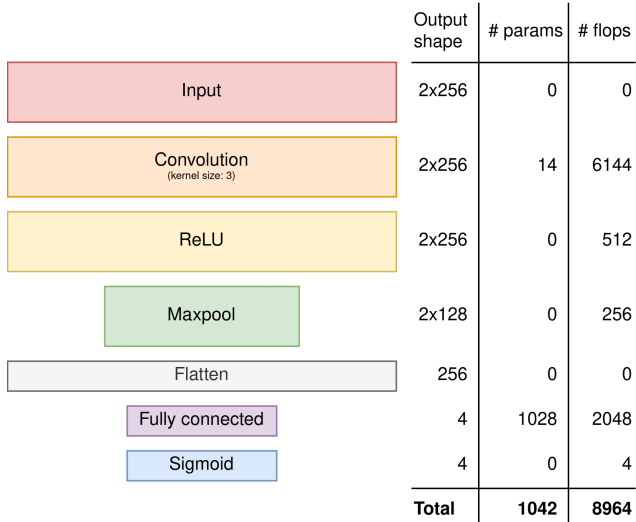 Output
shape # params # flops
Input 2x256 0 0
Convolution
(kernel size: 3) 2x256 14 6144
ReLU 2x256 0 512
Maxpool 2x128 0 256
Flatten 256 0 0
Fully connected 4 1028 2048
Sigmoid 4 0 4
Total 1042 8964